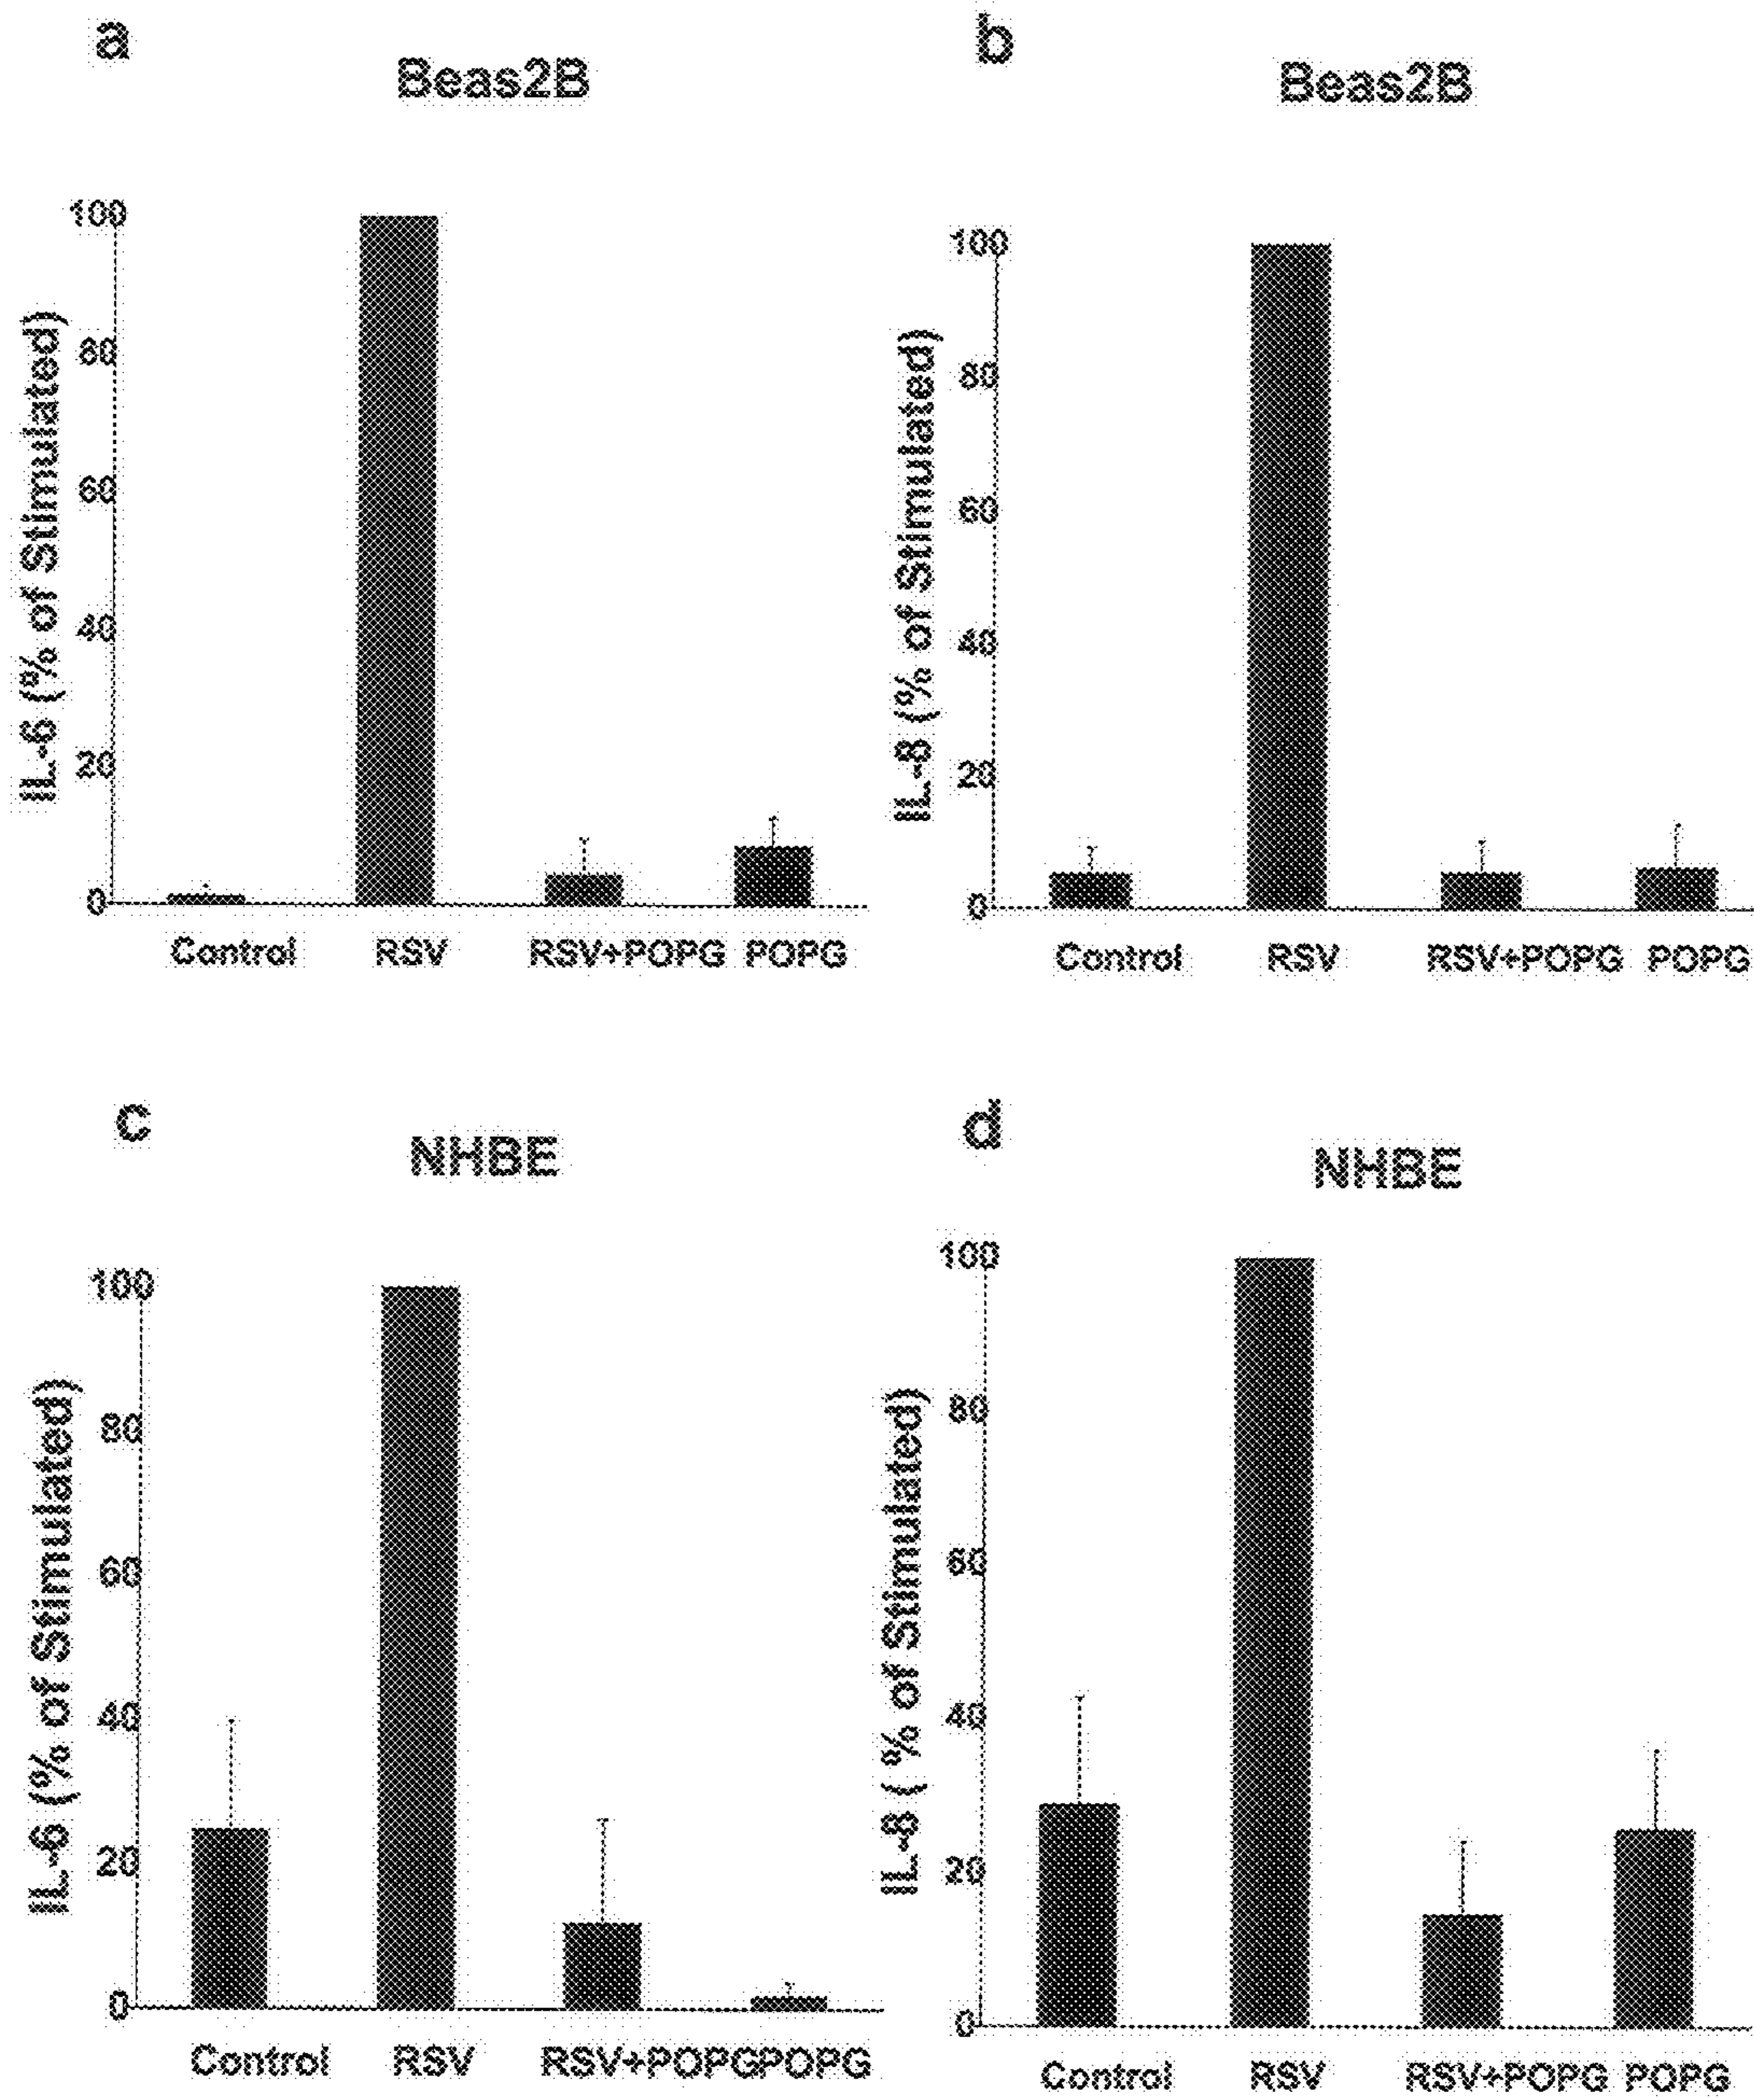 a
Beas2B
IL-6 (% of Stimulated)
100
80
60
40
20
0
Control RSV RSV+POPG POPG
b
Beas2B
IL-8 (% of Stimulated)
100
80
60
40
20
0
Control RSV RSV+POPG POPG
c
NHBE
IL-6 (% of Stimulated)
100
80
60
40
20
0
Control RSV RSV+POPG POPG
d
NHBE
IL-8 ( % of Stimulated)
100
80
60
40
20
0
Control RSV RSV+POPG POPG